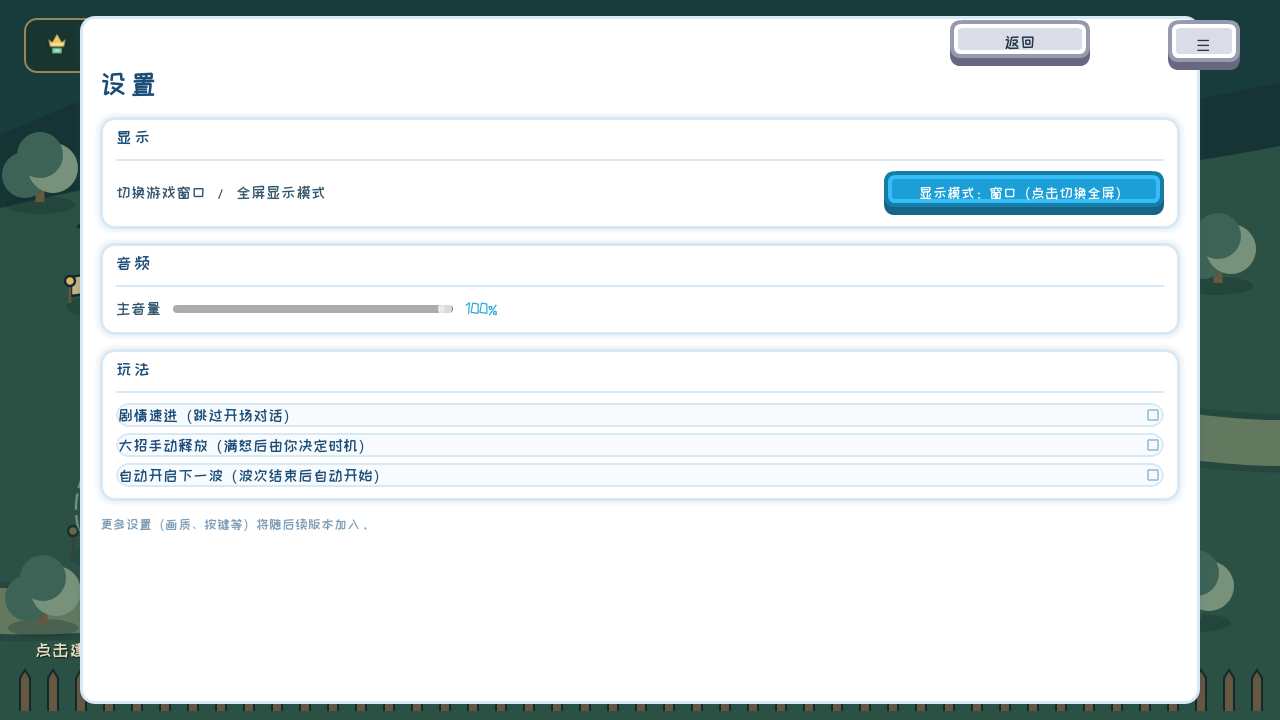 返回
☰
设置
显示
切换游戏窗口 / 全屏显示模式
显示模式：窗口（点击切换全屏）
音频
主音量 100%
玩法
剧情速进（跳过开场对话）
大招手动释放（满怒后由你决定时机）
自动开启下一波（波次结束后自动开始）
更多设置（画质、按键等）将随后续版本加入。
点击